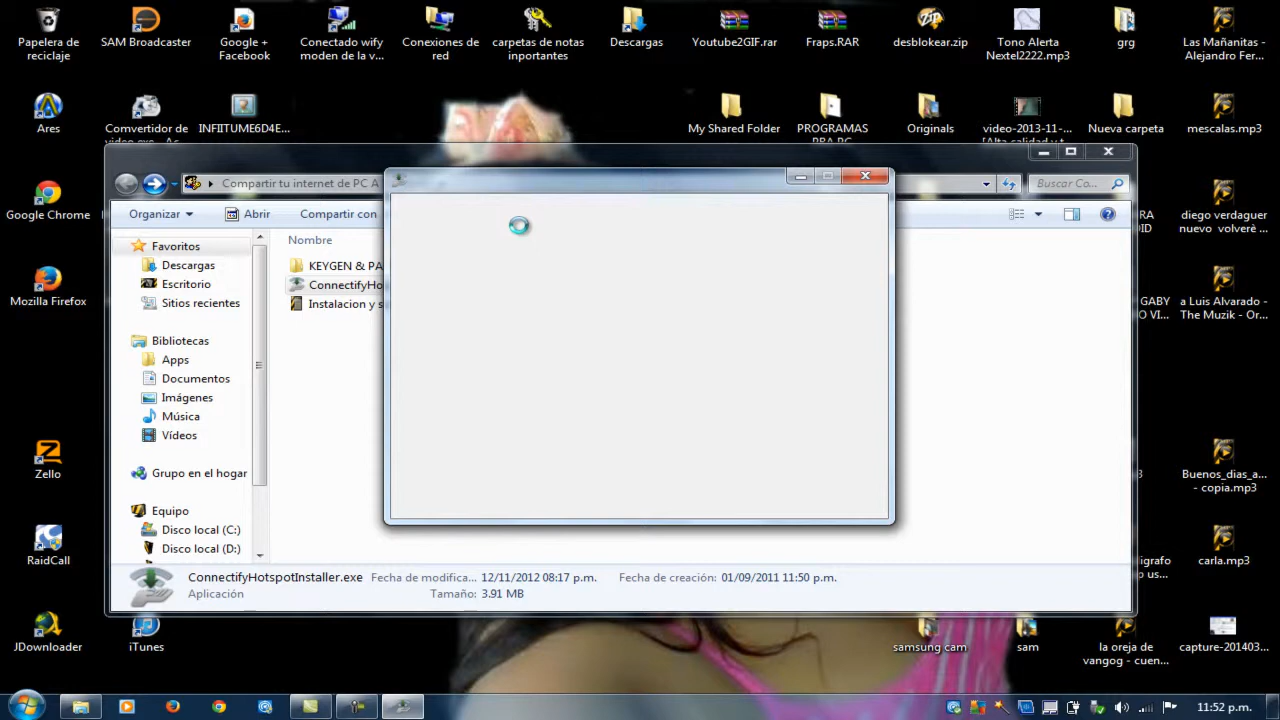 Papelera de
reciclaje
SAM Broadcaster
Google +
Facebook
Conectado wify
moden de la v...
Conexiones de
red
carpetas de notas
inportantes
Descargas
Youtube2GIF.rar
Fraps.RAR
desblokear.zip
Tono Alerta
Nextel2222.mp3
grg
Las Mañanitas -
Alejandro Fer...
Ares
Comvertidor de
INFIITUME6D4E...
My Shared Folder
PROGRAMAS
Originals
video-2013-11-...
Nueva carpeta
mescalas.mp3
Compartir tu internet de PC A
Buscar Co...
Organizar
Abrir
Compartir con
Nombre
Favoritos
Descargas
Escritorio
Sitios recientes
Bibliotecas
Apps
Documentos
Imágenes
Música
Vídeos
Grupo en el hogar
Equipo
Disco local (C:)
Disco local (D:)
KEYGEN & PA
ConnectifyHo
Instalacion y s
ConnectifyHotspotInstaller.exe
Fecha de modifica... 12/11/2012 08:17 p.m.
Fecha de creación: 01/09/2011 11:50 p.m.
Aplicación
Tamaño: 3.91 MB
Google Chrome
diego verdaguer
nuevo volverè ...
Mozilla Firefox
GABY
O VI...
a Luis Alvarado -
The Muzik - Or...
Zello
Buenos_dias_a...
- copia.mp3
RaidCall
igrafo
o us...
carla.mp3
JDownloader
iTunes
samsung cam
sam
la oreja de
vangog - cuen...
capture-201403...
11:52 p.m.